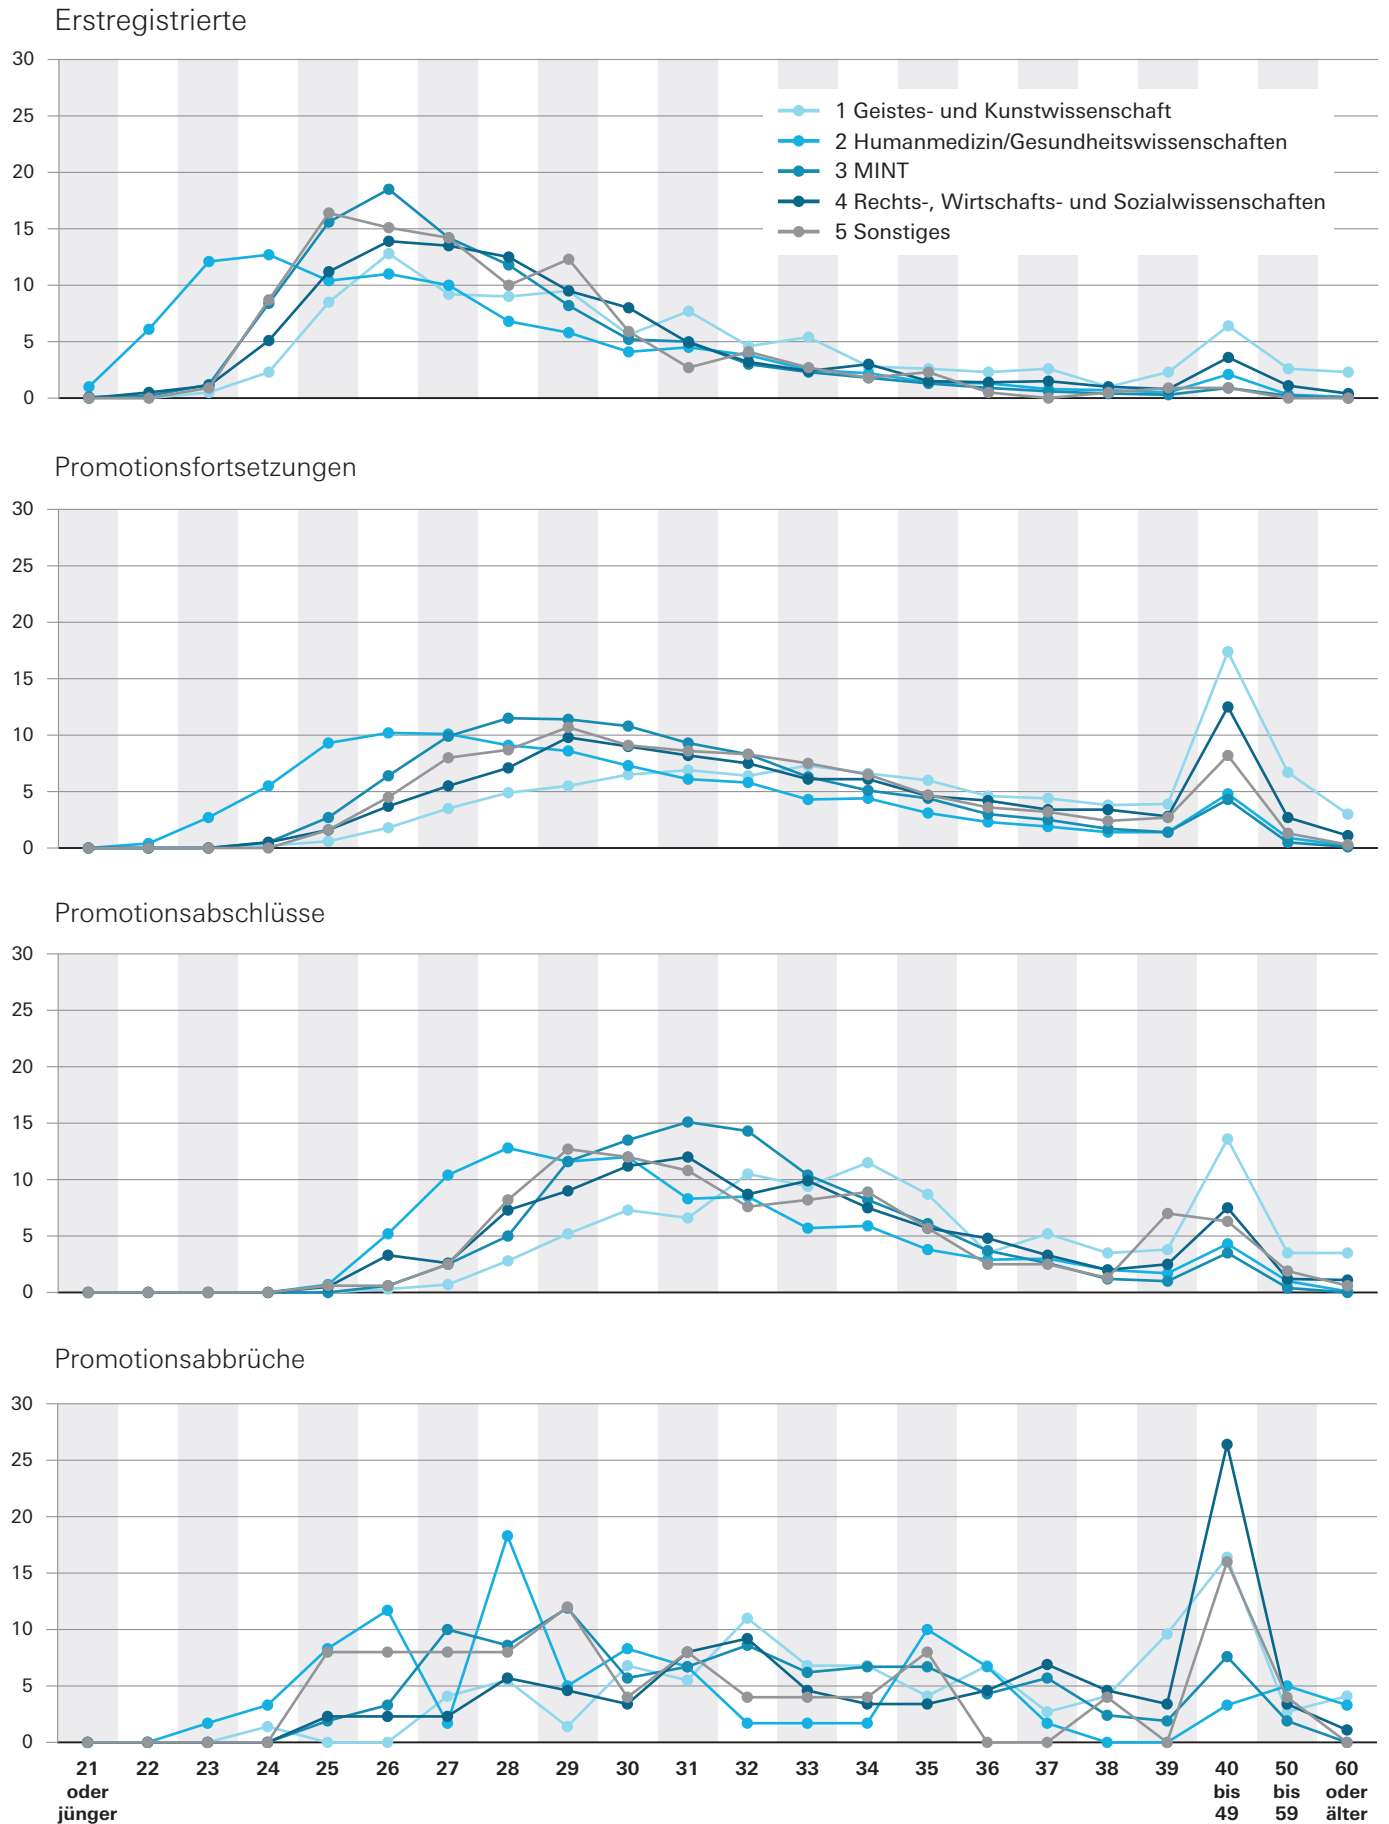 Erstregistrierte
30
25
20
15
10
5
0
1 Geistes- und Kunstwissenschaft
2 Humanmedizin/Gesundheitswissenschaften
3 MINT
4 Rechts-, Wirtschafts- und Sozialwissenschaften
5 Sonstiges
Promotionsfortsetzungen
30
25
20
15
10
5
0
Promotionsabschlüsse
30
25
20
15
10
5
0
Promotionsabbrüche
30
25
20
15
10
5
0
21 22 23 24 25 26 27 28 29 30 31 32 33 34 35 36 37 38 39 40 50 60
oder bis bis oder
jünger 49 59 älter